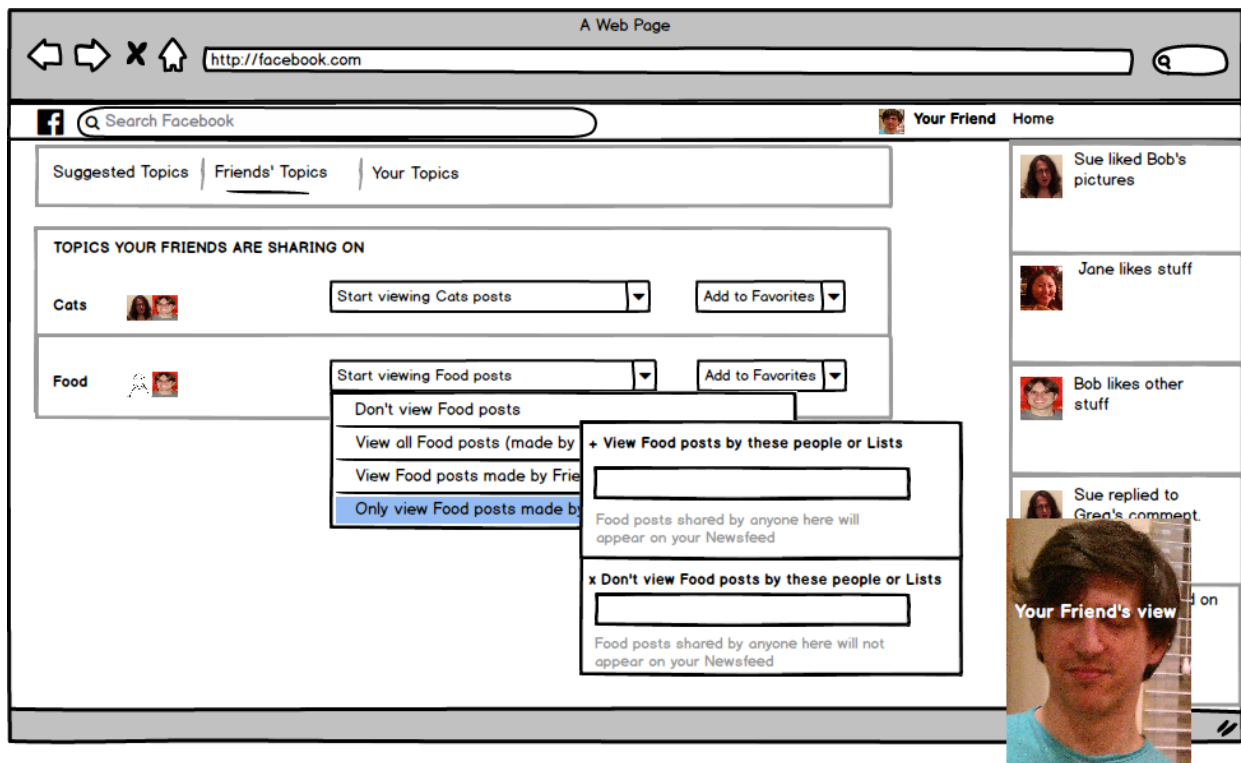 A Web Page
http://facebook.com
f
Search Facebook
Your Friend Home
Suggested Topics Friends' Topics Your Topics
TOPICS YOUR FRIENDS ARE SHARING ON
Cats
Start viewing Cats posts
Add to Favorites
Food
Start viewing Food posts
Add to Favorites
Don't view Food posts
View all Food posts (made by
View Food posts made by Frie
Only view Food posts made by
+ View Food posts by these people or Lists
Food posts shared by anyone here will
appear on your Newsfeed
x Don't view Food posts by these people or Lists
Food posts shared by anyone here will not
appear on your Newsfeed
Sue liked Bob's
pictures
Jane likes stuff
Bob likes other
stuff
Sue replied to
Greg's comment.
on
Your Friend's view